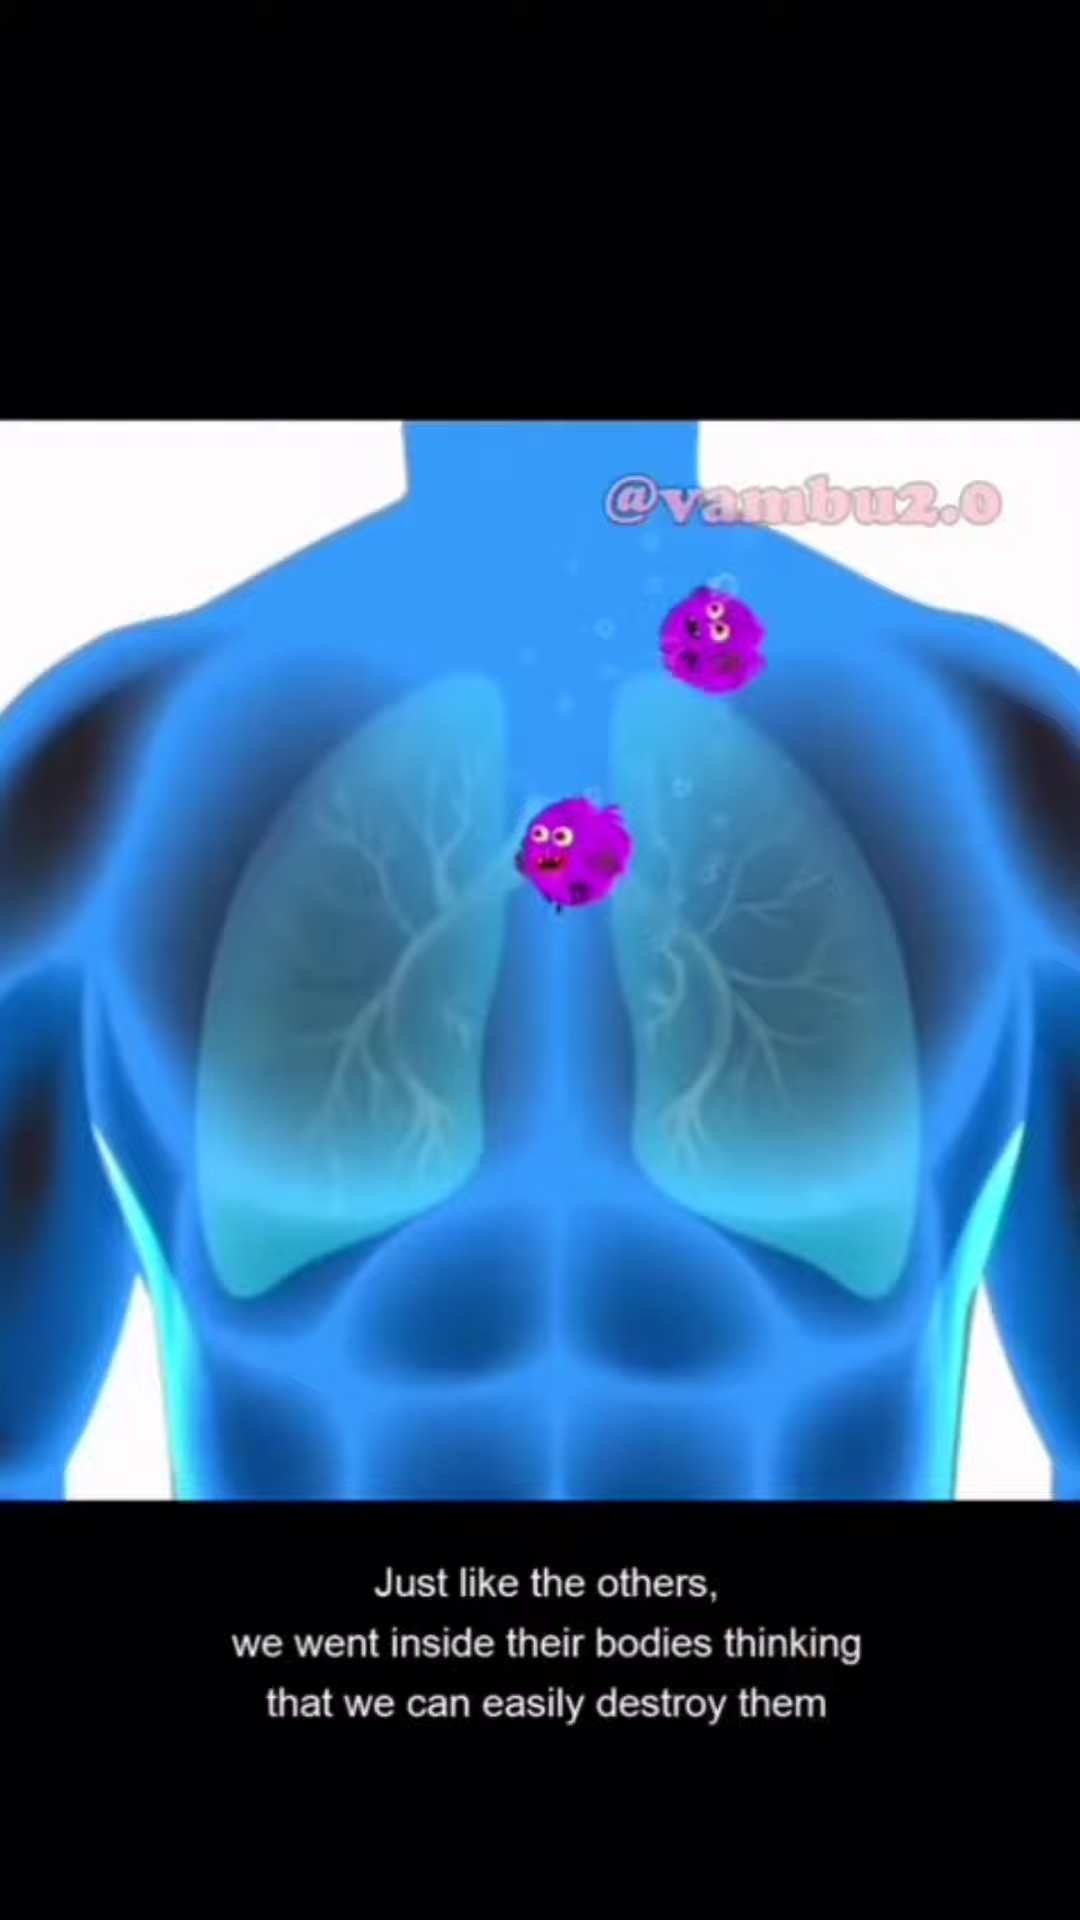 @vambu2.0
Just like the others,
we went inside their bodies thinking
that we can easily destroy them